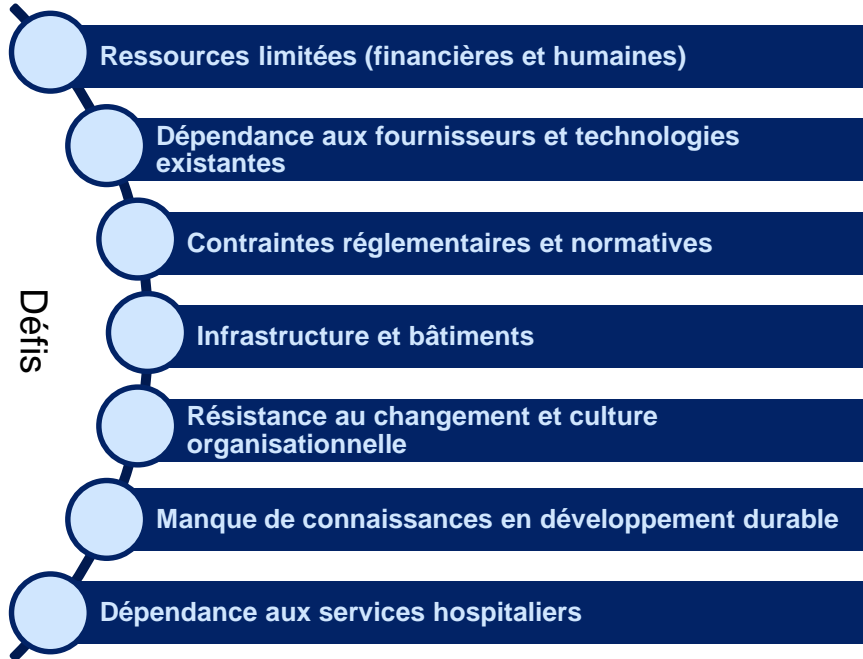 Défis
Ressources limitées (financières et humaines)
Dépendance aux fournisseurs et technologies
existantes
Contraintes réglementaires et normatives
Infrastructure et bâtiments
Résistance au changement et culture
organisationnelle
Manque de connaissances en développement durable
Dépendance aux services hospitaliers